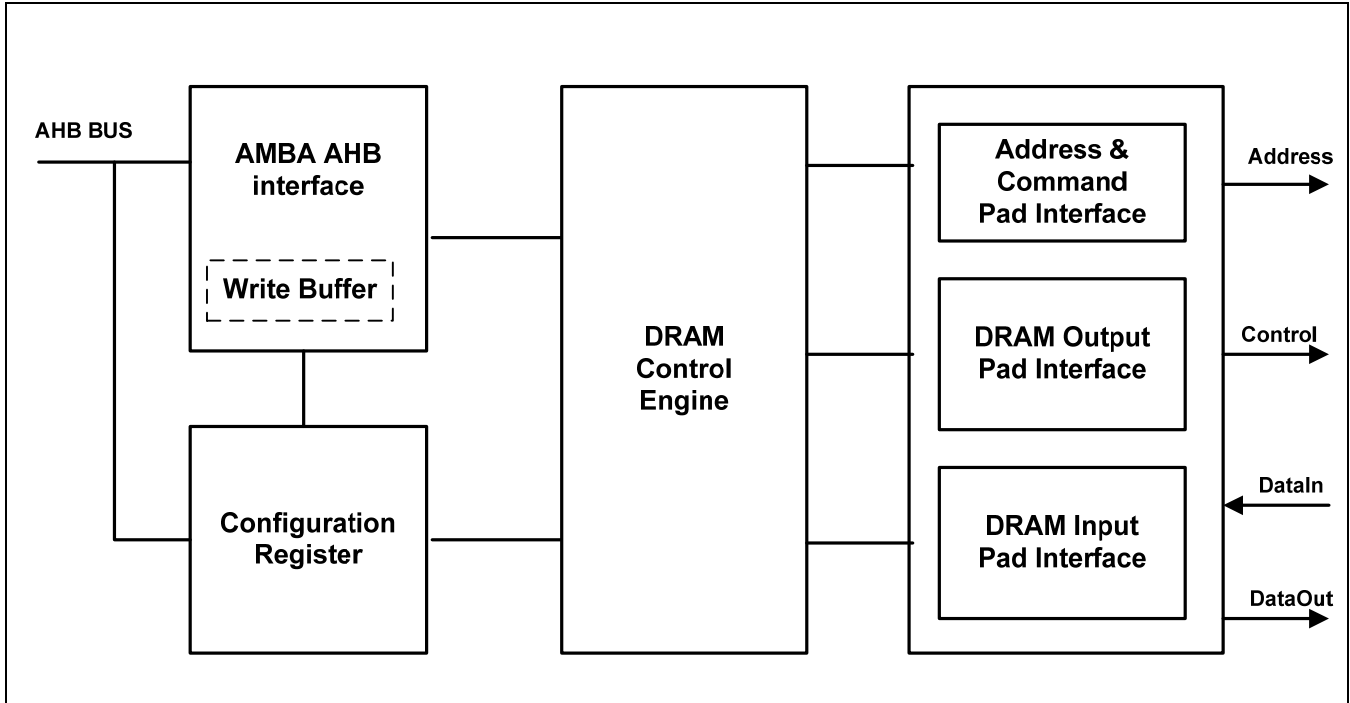 AHB BUS
AMBA AHB
interface
Write Buffer
Configuration
Register
DRAM
Control
Engine
Address &
Command
Pad Interface
DRAM Output
Pad Interface
DRAM Input
Pad Interface
Address
Control
DataIn
DataOut